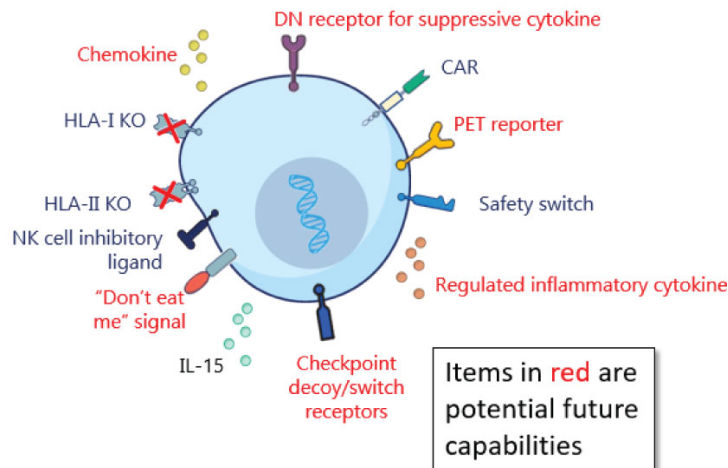 DN receptor for suppressive cytokine
Chemokine
CAR
HLA-I KO
PET reporter
HLA-II KO
Safety switch
NK cell inhibitory
ligand
"Don't eat
me" signal
Regulated inflammatory cytokine
IL-15
Checkpoint
decoy/switch
receptors
Items in red are
potential future
capabilities